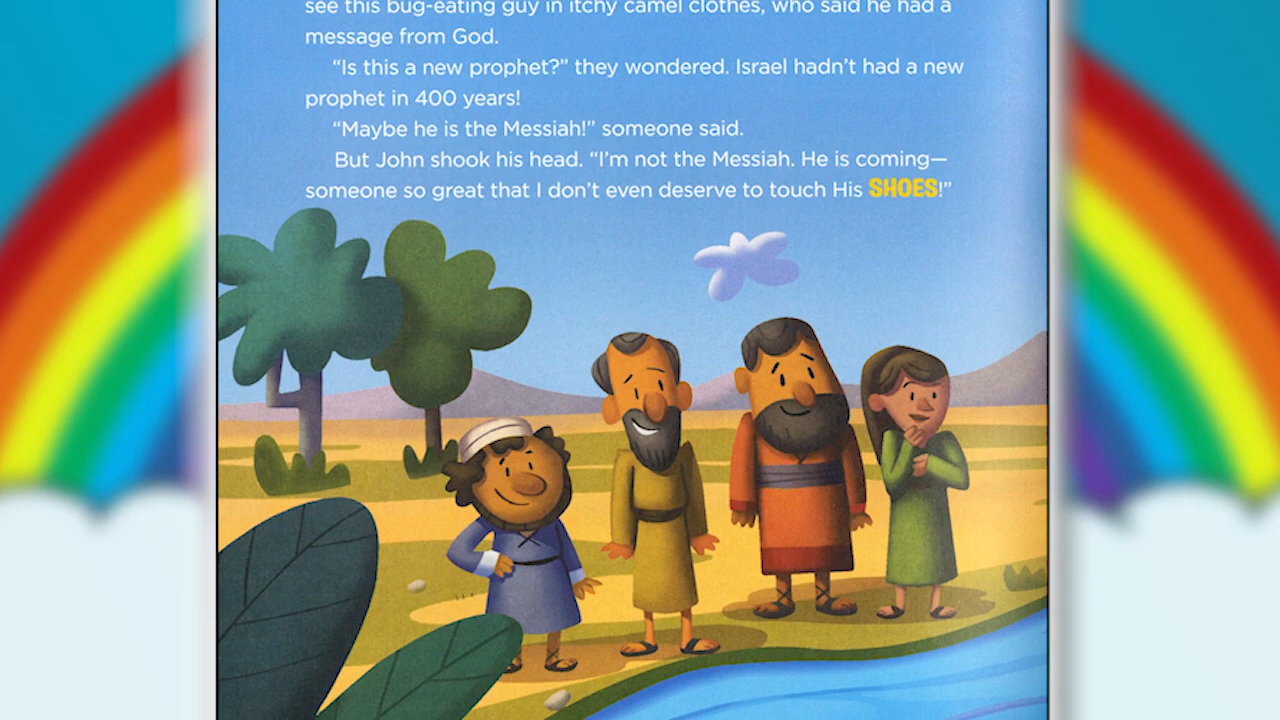 see this bug-eating guy in itchy camel clothes, who said he had a
message from God.
“Is this a new prophet?” they wondered. Israel hadn’t had a new
prophet in 400 years!
“Maybe he is the Messiah!” someone said.
But John shook his head. “I’m not the Messiah. He is coming—
someone so great that I don’t even deserve to touch His SHOES!”